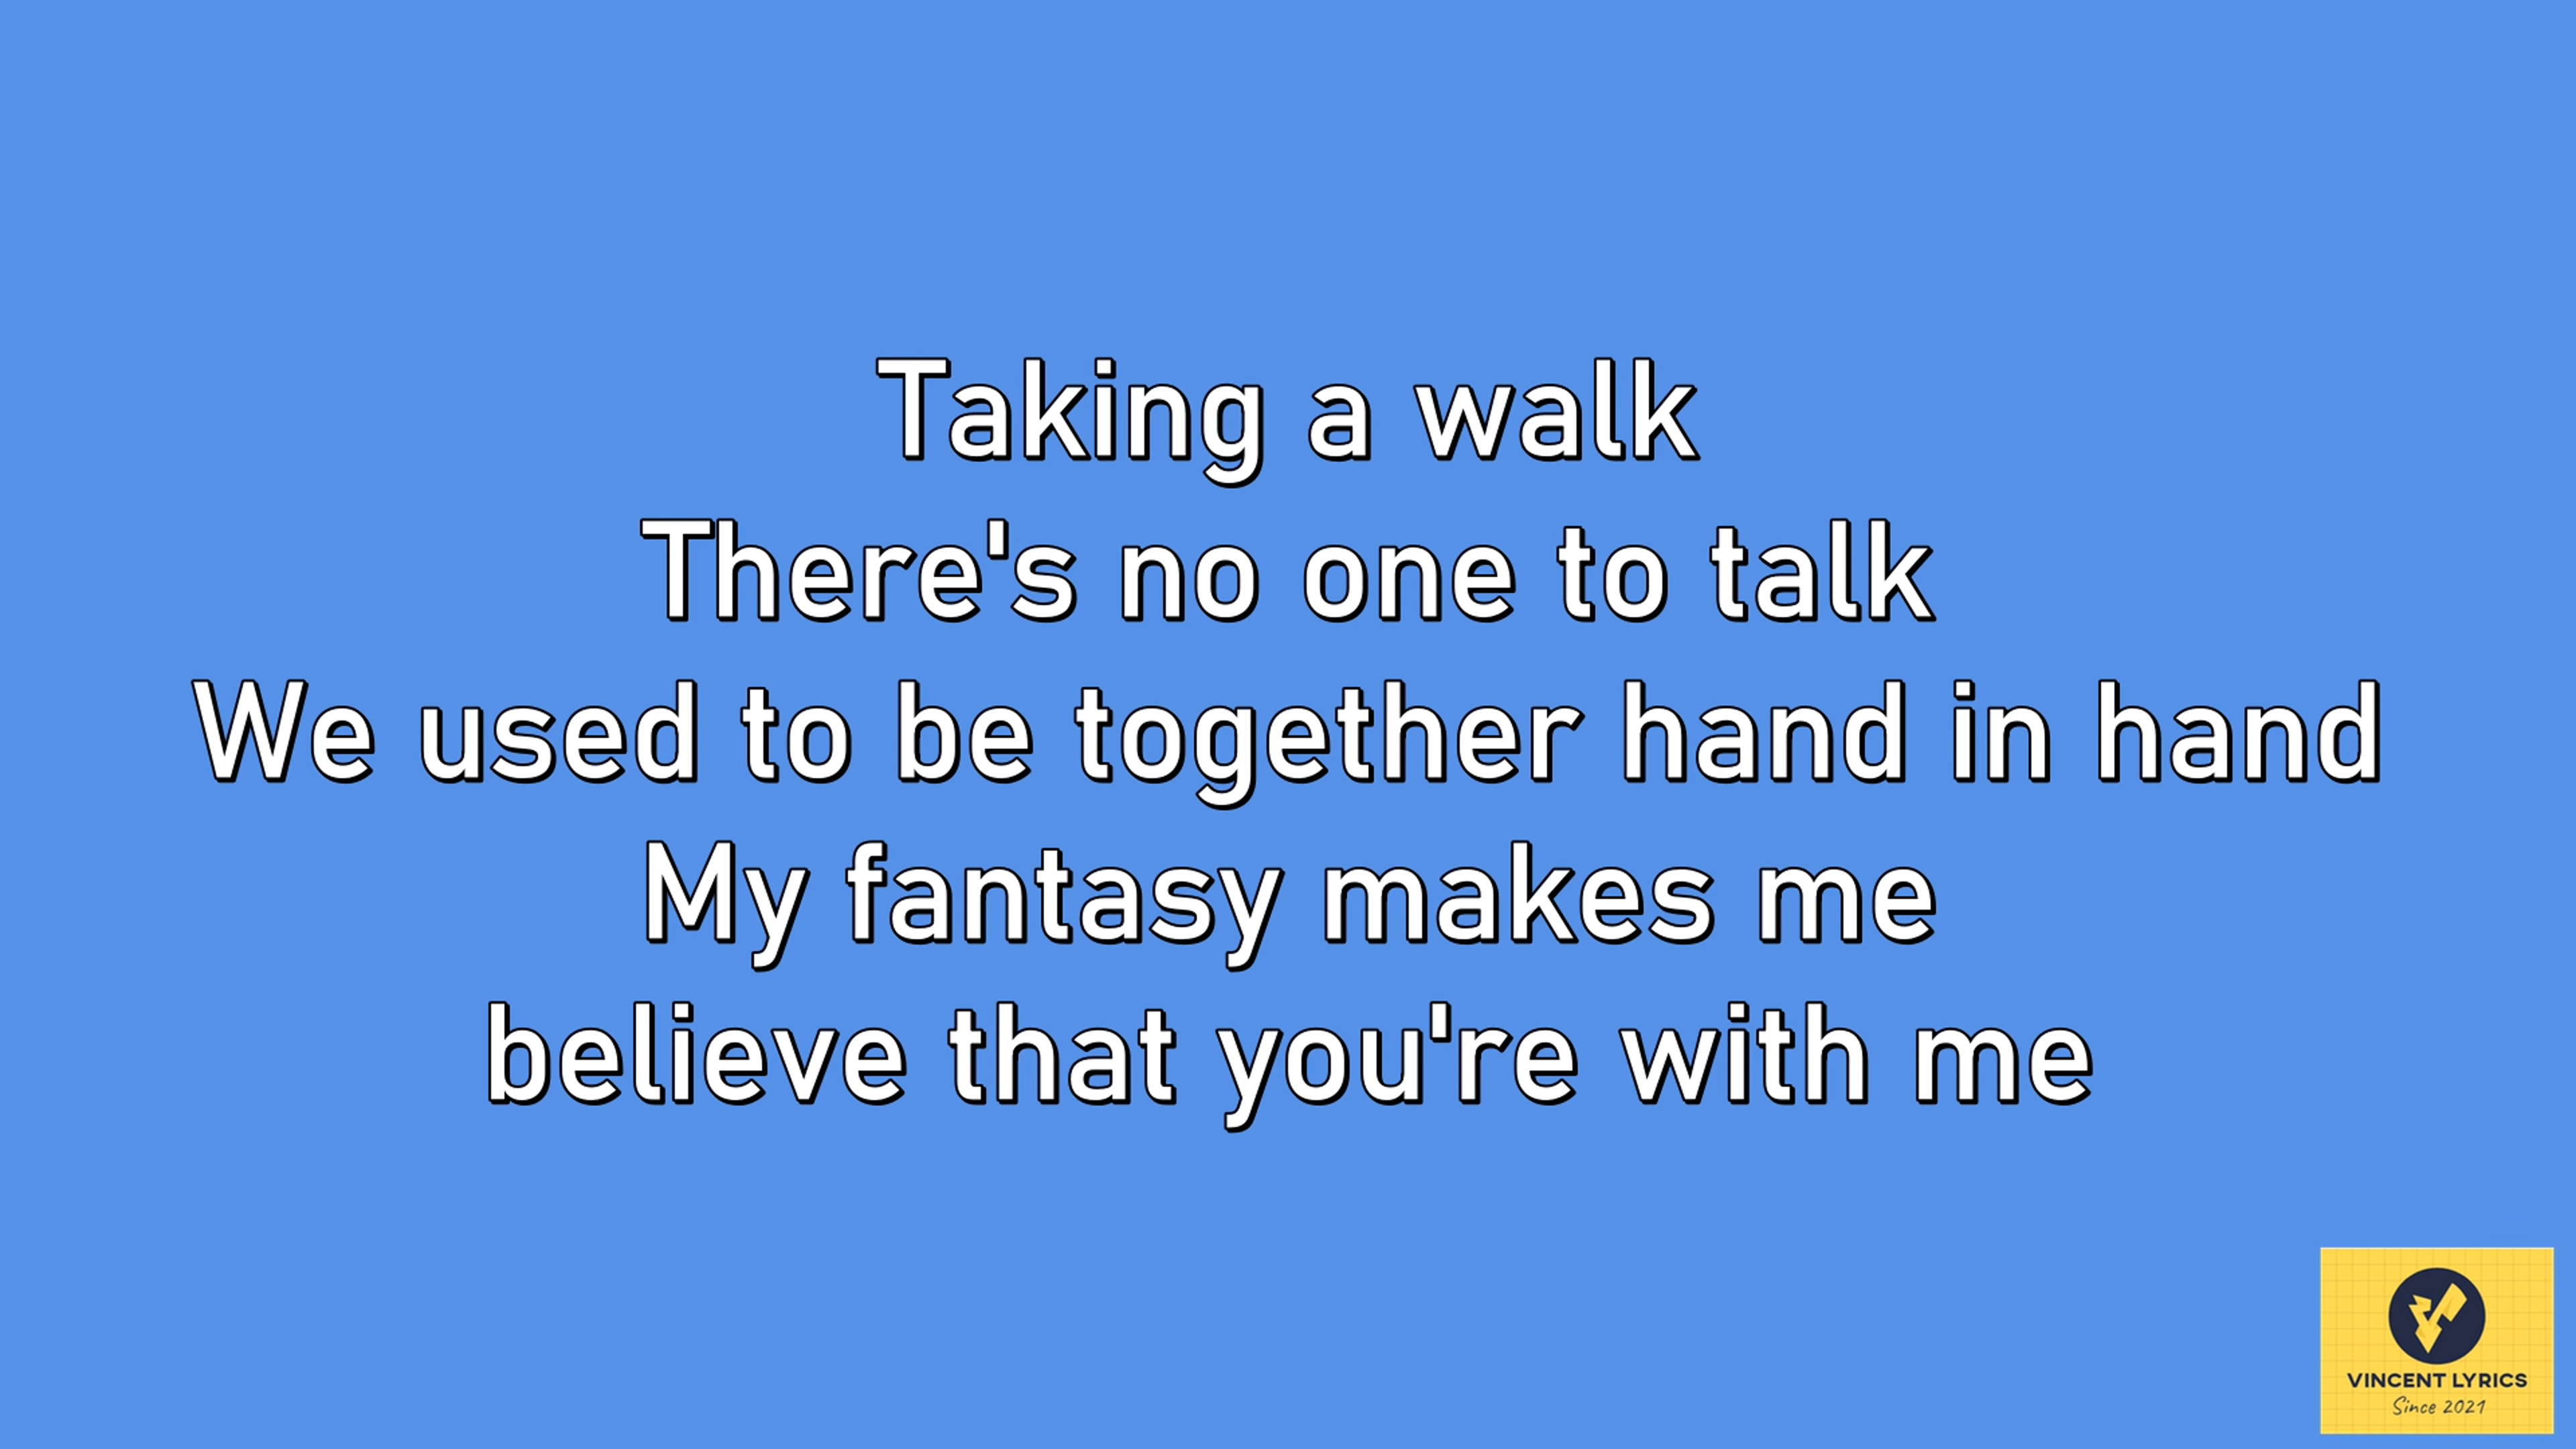 Taking a walk
There's no one to talk
We used to be together hand in hand
My fantasy makes me
believe that you're with me
VINCENT LYRICS
Since 2021